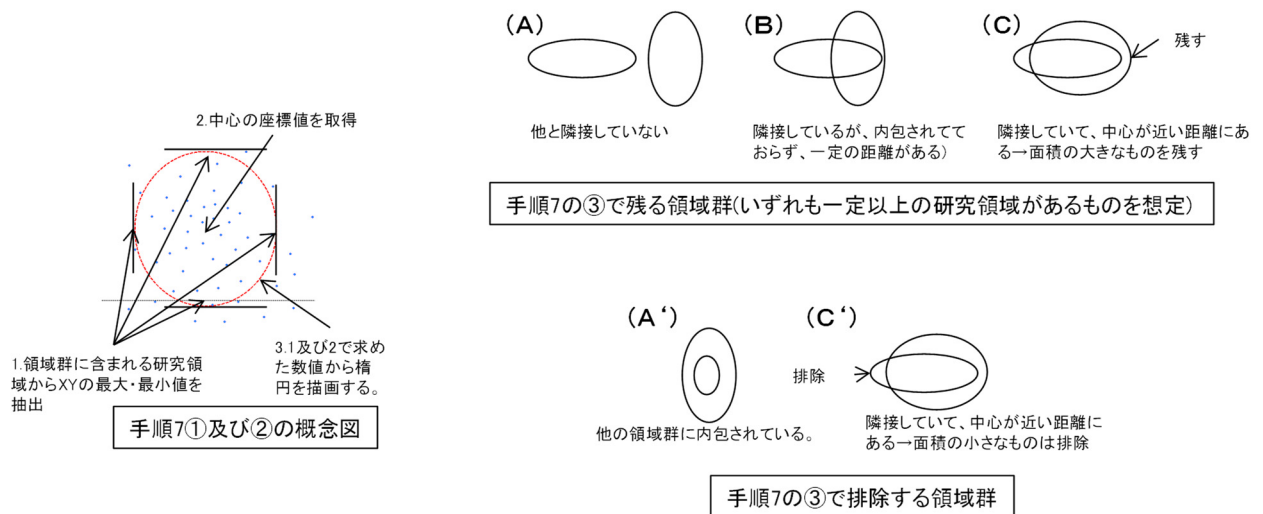 2.中心の座標値を取得
1.領域群に含まれる研究領
域からXYの最大・最小値を
抽出
3.1及び2で求め
た数値から楕
円を描画する。
手順7①及び②の概念図
(A)
他と隣接していない
(B)
隣接しているが、内包されてて
おらず、一定の距離がある)
(C)
残す
隣接していて、中心が近い距離にあ
る→面積の大きなものを残す
手順7の③で残る領域群(いずれも一定以上の研究領域があるものを想定)
(A‘)
他の領域群に内包されている。
(C‘)
排除
隣接していて、中心が近い距離に
ある→面積の小さなものは排除
手順7の③で排除する領域群